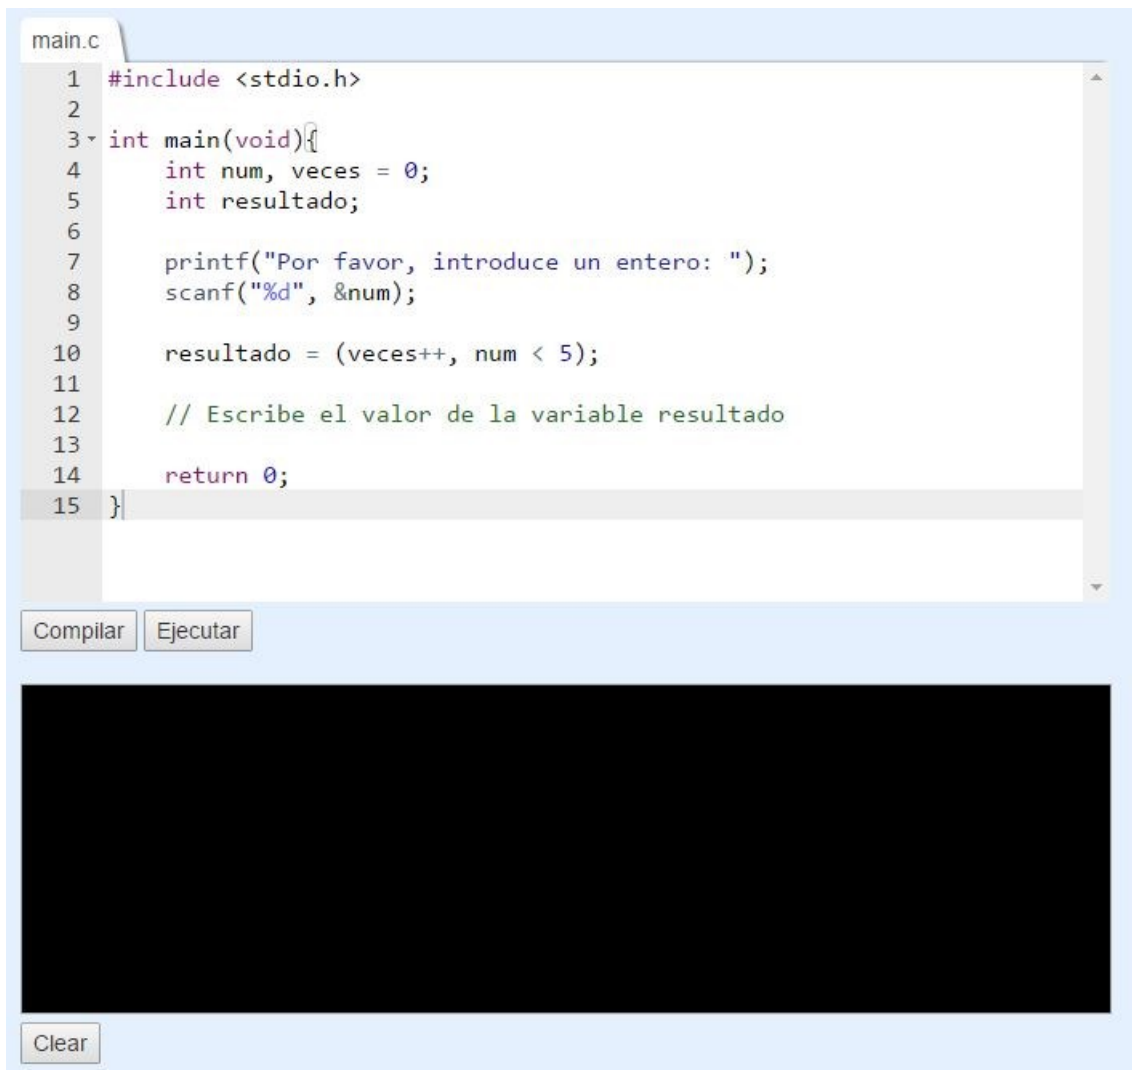 main.c
1 #include <stdio.h>
2
3 int main(void){
4     int num, veces = 0;
5     int resultado;
6
7     printf("Por favor, introduce un entero: ");
8     scanf("%d", &num);
9
10     resultado = (veces++, num < 5);
11
12     // Escribe el valor de la variable resultado
13
14     return 0;
15 }
Compilar Ejecutar
Clear